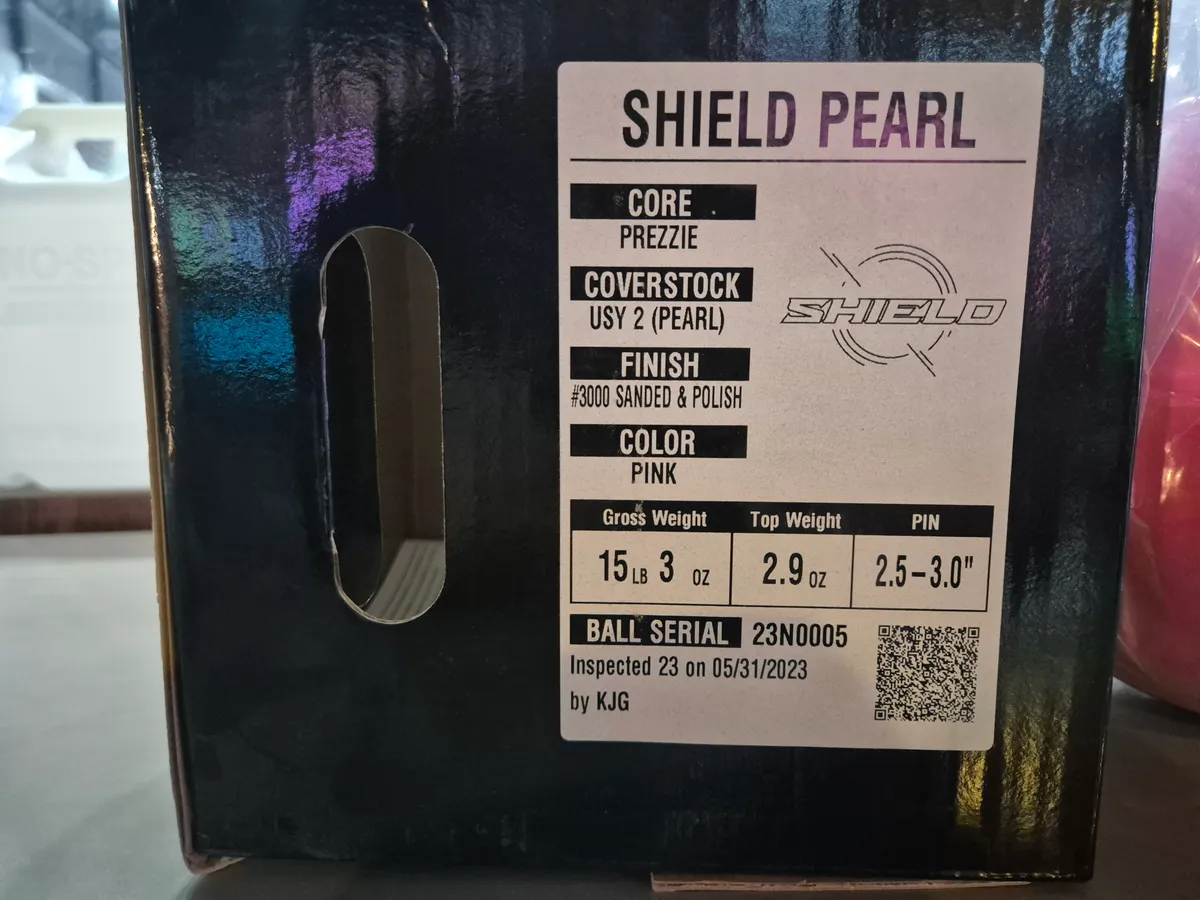 SHIELD PEARL
CORE
PREZZIE
COVERSTOCK
USY 2 (PEARL)
FINISH
#3000 SANDED & POLISH
COLOR
PINK
SHIELD
Gross Weight Top Weight PIN
15 LB 3 OZ 2.9 OZ 2.5-3.0"
BALL SERIAL 23N0005
Inspected 23 on 05/31/2023
by KJG